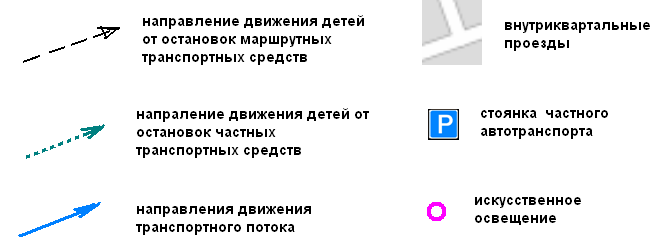 направление движения детей
от остановок маршрутных
транспортных средств
внутриквартальные
проезды
напраление движения детей от
остановок частных
транспортных средств
P
стоянка частного
автотранспорта
направления движения
транспортного потока
искусственное
освещение